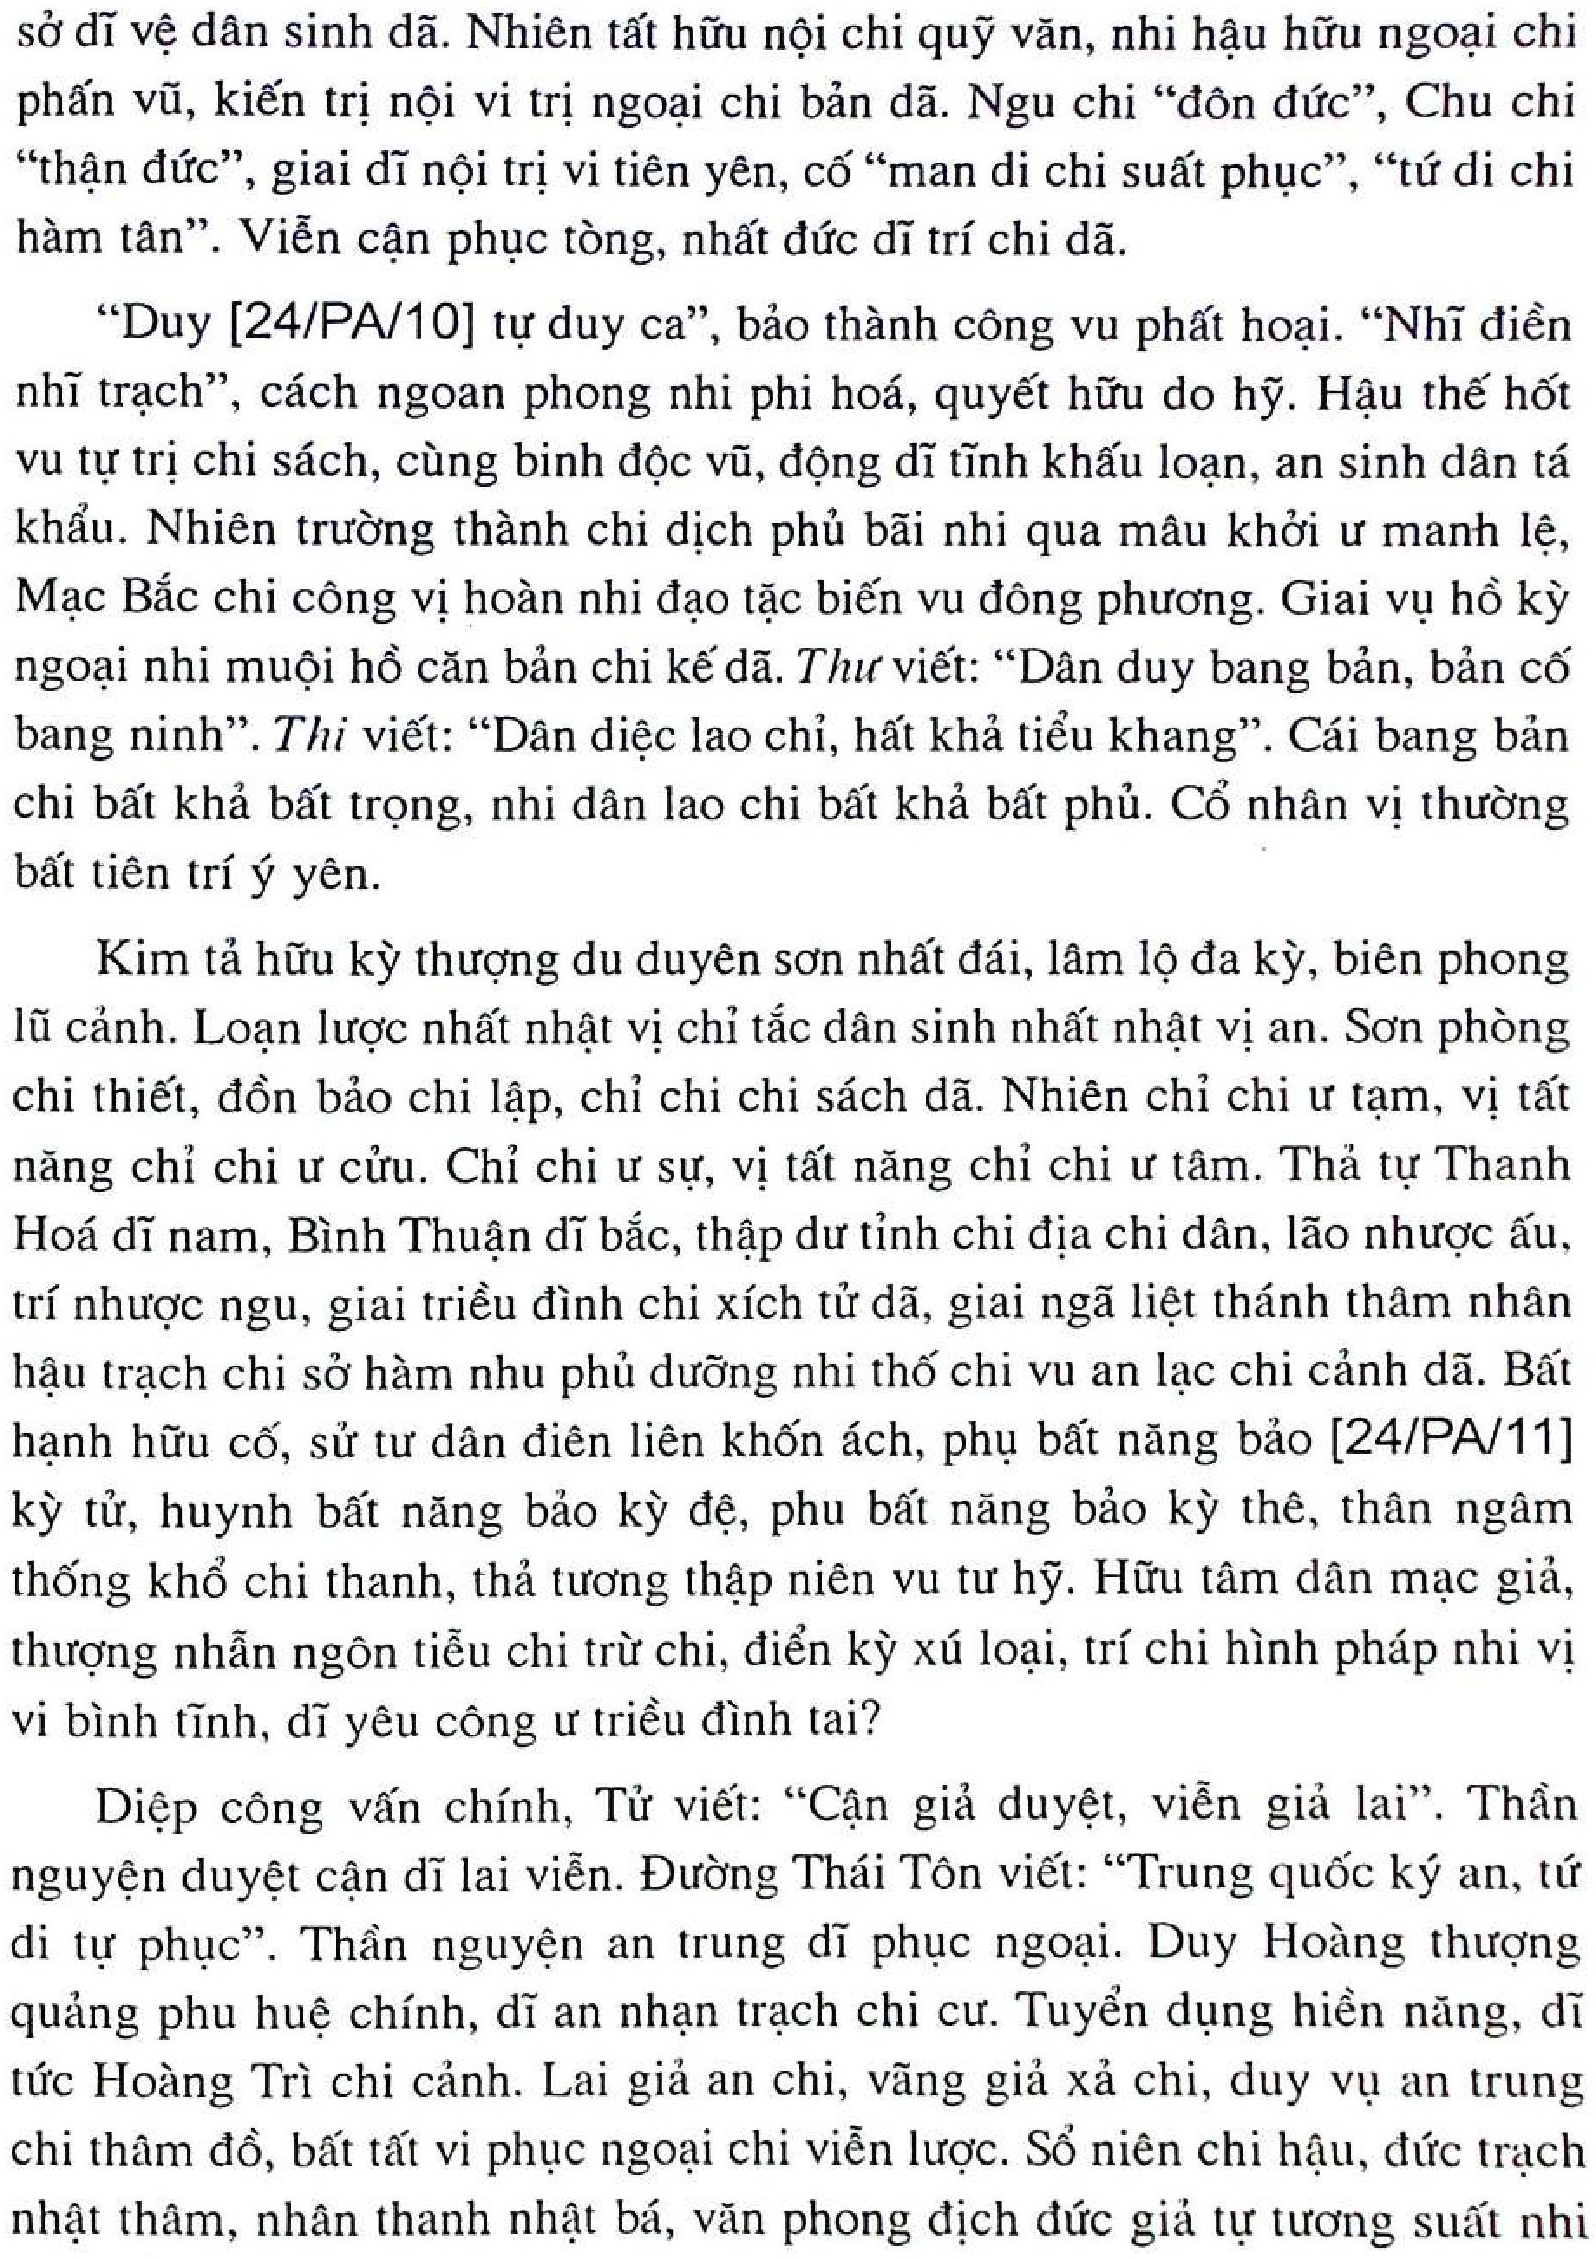 sở dĩ vệ dân sinh dã. Nhiên tất hữu nội chi quỹ văn, nhi hậu hữu ngoại chi
phấn vũ, kiến trị nội vi trị ngoại chi bản dã. Ngu chi “đôn đức”, Chu chi
“thận đức”, giai dĩ nội trị vi tiên yên, cố “man di chi suất phục”, “tứ di chi
hàm tân”. Viễn cận phục tòng, nhất đức dĩ trí chi dã.
“Duy [24/PA/10] tự duy ca”, bảo thành công vu phất hoại. “Nhĩ điền
nhĩ trạch”, cách ngoan phong nhi phi hoá, quyết hữu do hỹ. Hậu thế hốt
vu tự trị chi sách, cùng binh độc vũ, động dĩ tĩnh khấu loạn, an sinh dân tá
khẩu. Nhiên trường thành chi dịch phủ bãi nhi qua mâu khởi ư manh lệ,
Mạc Bắc chi công vị hoàn nhi đạo tặc biến vu đông phương. Giai vụ hồ kỳ
ngoại nhi muội hồ căn bản chi kế dã. Thư viết: “Dân duy bang bản, bản cố
bang ninh”. Thi viết: “Dân diệc lao chỉ, hất khả tiểu khang”. Cái bang bản
chi bất khả bất trọng, nhi dân lao chi bất khả bất phủ. Cổ nhân vị thường
bất tiên trí ý yên.
Kim tả hữu kỳ thượng du duyên sơn nhất đái, lâm lộ đa kỳ, biên phong
lũ cảnh. Loạn lược nhất nhật vị chỉ tắc dân sinh nhất nhật vị an. Sơn phòng
chi thiết, đồn bảo chi lập, chỉ chi chi sách dã. Nhiên chỉ chi ư tạm, vị tất
năng chỉ chi ư cửu. Chỉ chi ư sự, vị tất năng chỉ chi ư tâm. Thả tự Thanh
Hoá dĩ nam, Bình Thuận dĩ bắc, thập dư tỉnh chi địa chi dân, lão nhược ấu,
trí nhược ngu, giai triều đình chi xích tử dã, giai ngã liệt thánh thâm nhân
hậu trạch chi sở hàm nhu phủ dưỡng nhi thố chi vu an lạc chi cảnh dã. Bất
hạnh hữu cố, sử tư dân điên liên khốn ách, phụ bất năng bảo [24/PA/11]
kỳ tử, huynh bất năng bảo kỳ đệ, phu bất năng bảo kỳ thê, thân ngâm
thống khổ chi thanh, thả tương thập niên vu tư hỹ. Hữu tâm dân mạc giả,
thượng nhẫn ngôn tiễu chi trừ chi, điển kỳ xú loại, trí chi hình pháp nhi vị
vi bình tĩnh, dĩ yêu công ư triều đình tai?
Diệp công vấn chính, Tử viết: “Cận giả duyệt, viễn giả lai”. Thần
nguyện duyệt cận dĩ lai viễn. Đường Thái Tôn viết: “Trung quốc ký an, tứ
di tự phục”. Thần nguyện an trung dĩ phục ngoại. Duy Hoàng thượng
quảng phu huệ chính, dĩ an nhạn trạch chi cư. Tuyển dụng hiền năng, dĩ
tức Hoàng Trì chi cảnh. Lai giả an chi, vãng giả xả chi, duy vụ an trung
chi thâm đồ, bất tất vi phục ngoại chi viễn lược. Sổ niên chi hậu, đức trạch
nhật thâm, nhân thanh nhật bá, văn phong địch đức giả tự tương suất nhi